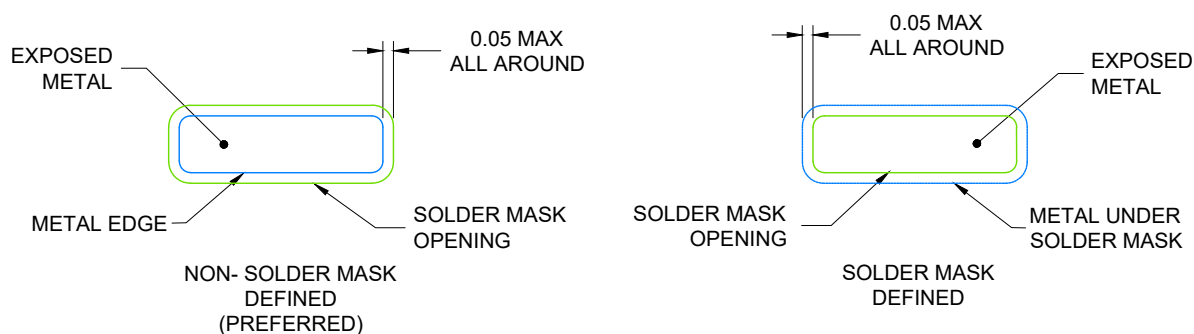 0.05 MAX
ALL AROUND
EXPOSED
METAL
METAL EDGE
SOLDER MASK
OPENING
NON- SOLDER MASK
DEFINED
(PREFERRED)
0.05 MAX
ALL AROUND
EXPOSED
METAL
SOLDER MASK
OPENING
METAL UNDER
SOLDER MASK
SOLDER MASK
DEFINED